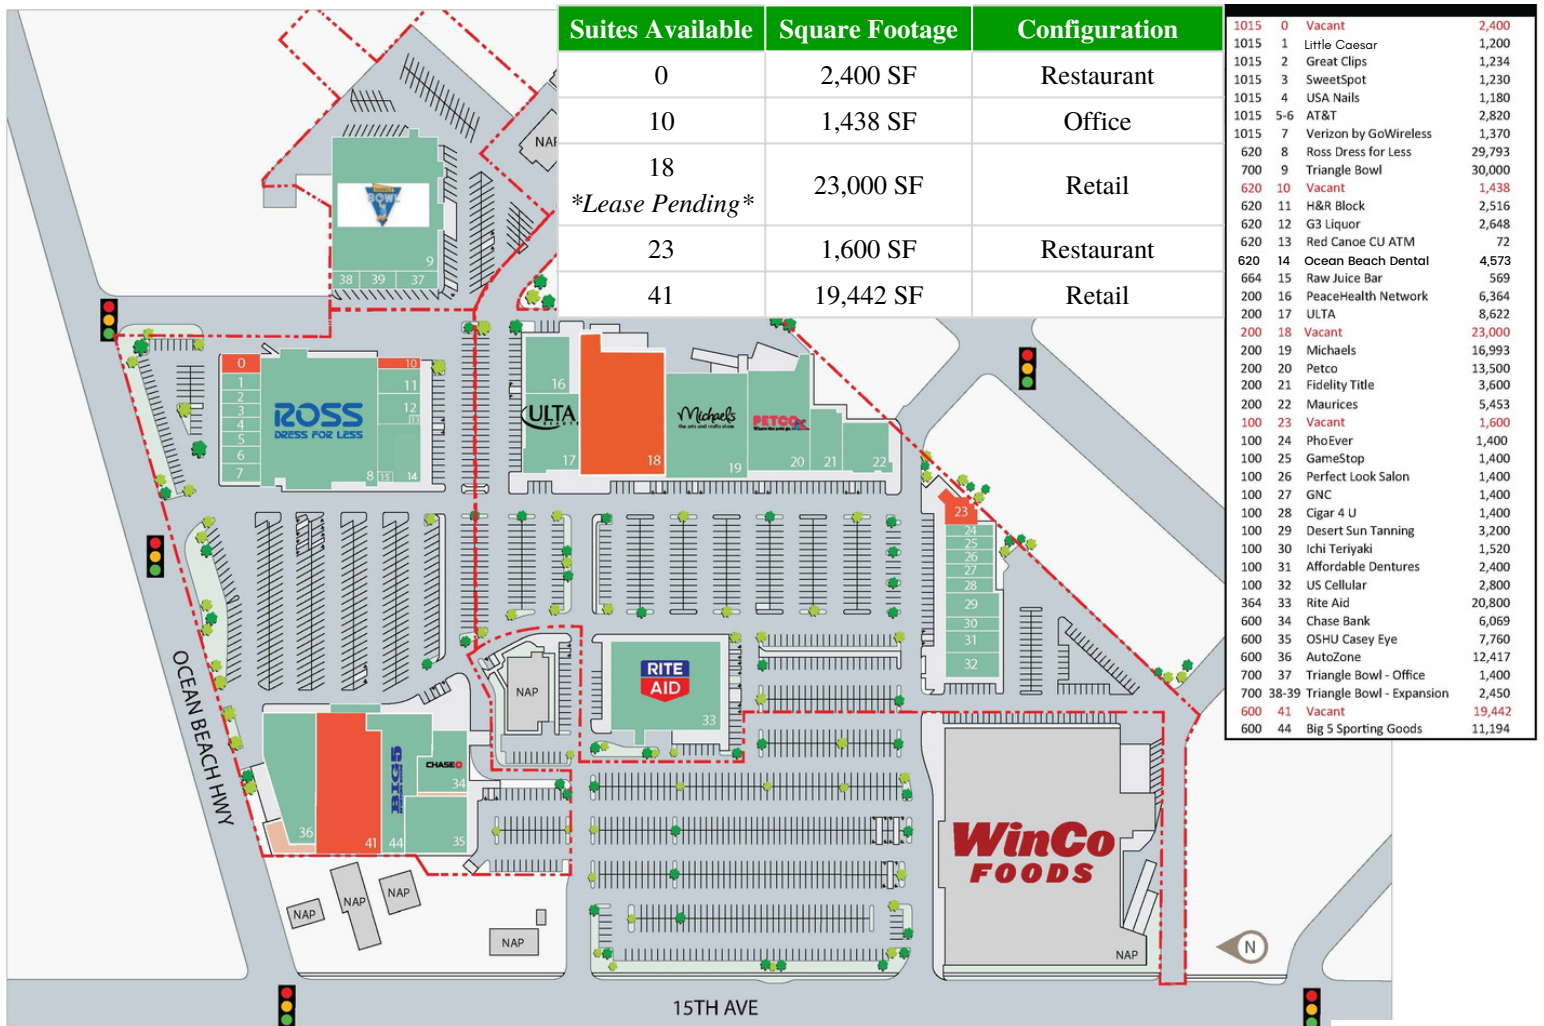 Suites Available Square Footage Configuration
0 2,400 SF Restaurant
10 1,438 SF Office
18
*Lease Pending* 23,000 SF Retail
23 1,600 SF Restaurant
41 19,442 SF Retail
1015 0 Vacant 2,400
1015 1 Little Caesar 1,200
1015 2 Great Clips 1,234
1015 3 SweetSpot 1,230
1015 4 USA Nails 1,180
1015 5-6 AT&T 2,820
1015 7 Verizon by GoWireless 1,370
620 8 Ross Dress for Less 29,793
700 9 Triangle Bowl 30,000
620 10 Vacant 1,438
620 11 H&R Block 2,516
620 12 G3 Liquor 2,648
620 13 Red Canoe CU ATM 72
620 14 Ocean Beach Dental 4,573
664 15 Raw Juice Bar 569
200 16 PeaceHealth Network 6,364
200 17 ULTA 8,622
200 18 Vacant 23,000
200 19 Michaels 16,993
200 20 Petco 13,500
200 21 Fidelity Title 3,600
200 22 Maurices 5,453
100 23 Vacant 1,600
100 24 PhoEver 1,400
100 25 GameStop 1,400
100 26 Perfect Look Salon 1,400
100 27 GNC 1,400
100 28 Cigar 4 U 1,400
100 29 Desert Sun Tanning 3,200
100 30 Ichi Teriyaki 1,520
100 31 Affordable Dentures 2,400
100 32 US Cellular 2,800
364 33 Rite Aid 20,800
600 34 Chase Bank 6,069
600 35 OSHU Casey Eye 7,760
600 36 AutoZone 12,417
700 37 Triangle Bowl - Office 1,400
700 38-39 Triangle Bowl - Expansion 2,450
600 41 Vacant 19,442
600 44 Big 5 Sporting Goods 11,194
NAP
BOWL
9
38 39 37
0
1
2
3
4
5
6
7
ROSS
DRESS FOR LESS
8
15
14
10
11
12
13
16
ULTA
BEAUTY
17
18
Michaels
19
PETCO
20
21
22
23
24
25
26
27
28
29
30
31
32
NAP
RITE
AID
33
OCEAN BEACH HWY
36
41
BIG 5
44
CHASE
34
35
NAP
NAP
NAP
NAP
WinCo
FOODS
NAP
N
15TH AVE